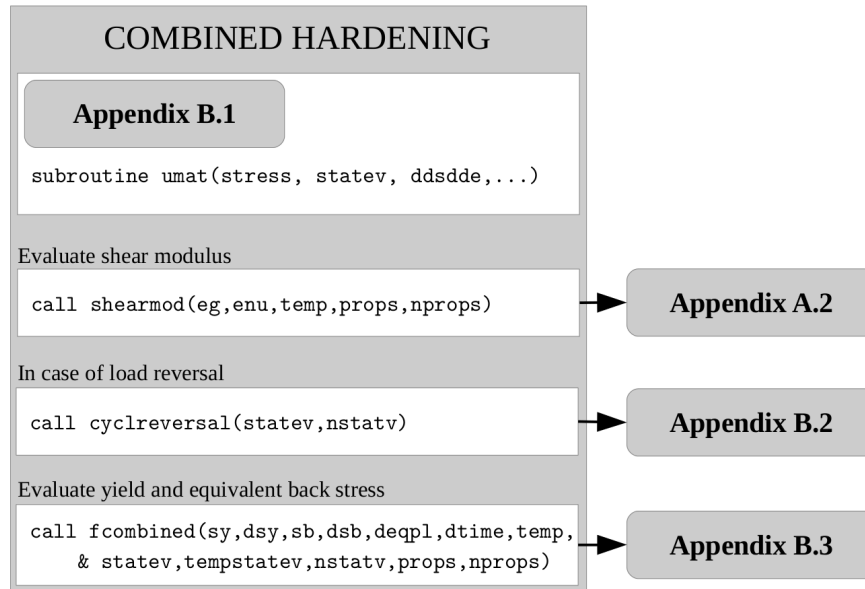 COMBINED HARDENING
Appendix B.1
subroutine umat(stress, statev, ddsdde,...)
Evaluate shear modulus
call shearmod(eg,enu,temp,props,nprops)
Appendix A.2
In case of load reversal
call cyclreversal(statev,nstatv)
Appendix B.2
Evaluate yield and equivalent back stress
call fcombined(sy,dsy,sb,dsb,deqpl,dtime,temp,
& statev,tempstatev,nstatv,props,nprops)
Appendix B.3